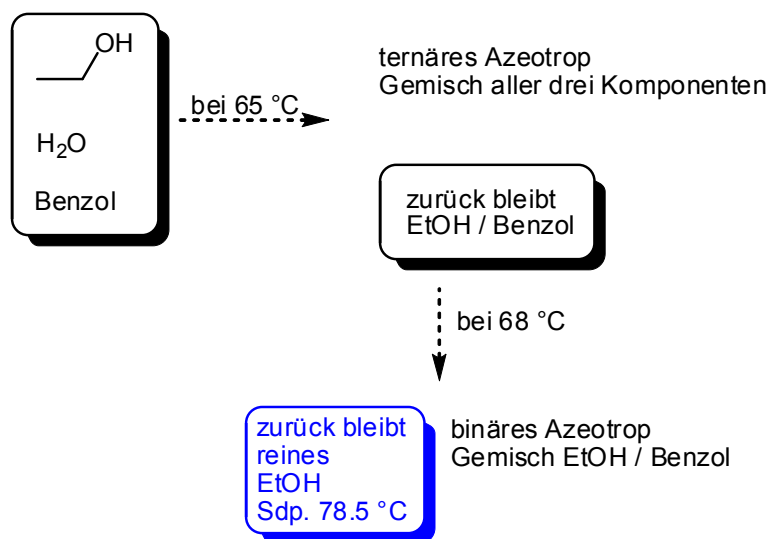 OH
H2O
Benzol
bei 65 °C
ternäres Azeotrop
Gemisch aller drei Komponenten
zurück bleibt
EtOH / Benzol
bei 68 °C
zurück bleibt
reines
EtOH
Sdp. 78.5 °C
binäres Azeotrop
Gemisch EtOH / Benzol